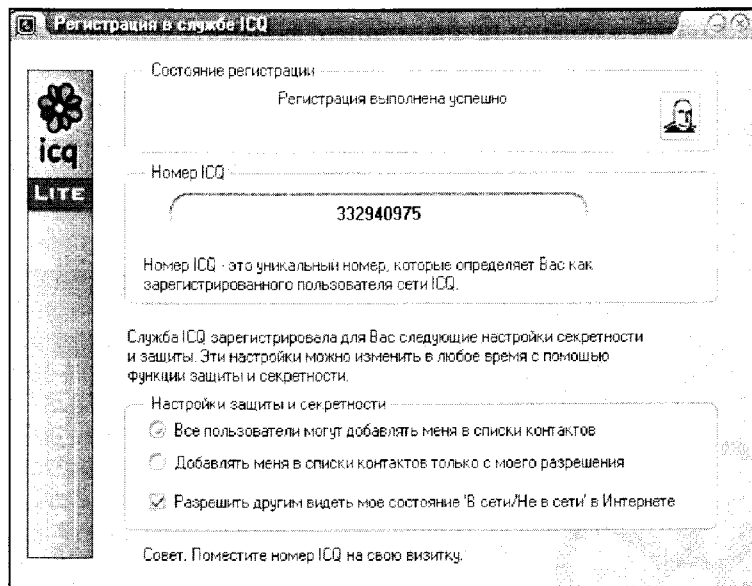 Регистрация в службе ICQ
Состояние регистрации
Регистрация выполнена успешно
icq
LITE
Номер ICQ
332940975
Номер ICQ - это уникальный номер, которые определяет Вас как
зарегистрированного пользователя сети ICQ.
Служба ICQ зарегистрировала для Вас следующие настройки секретности
и защиты. Эти настройки можно изменить в любое время с помощью
функции защиты и секретности.
Настройки защиты и секретности
Все пользователи могут добавлять меня в списки контактов
Добавлять меня в списки контактов только с моего разрешения
Разрешить другим видеть мое состояние 'В сети/Не в сети' в Интернете
Совет. Поместите номер ICQ на свою визитку.